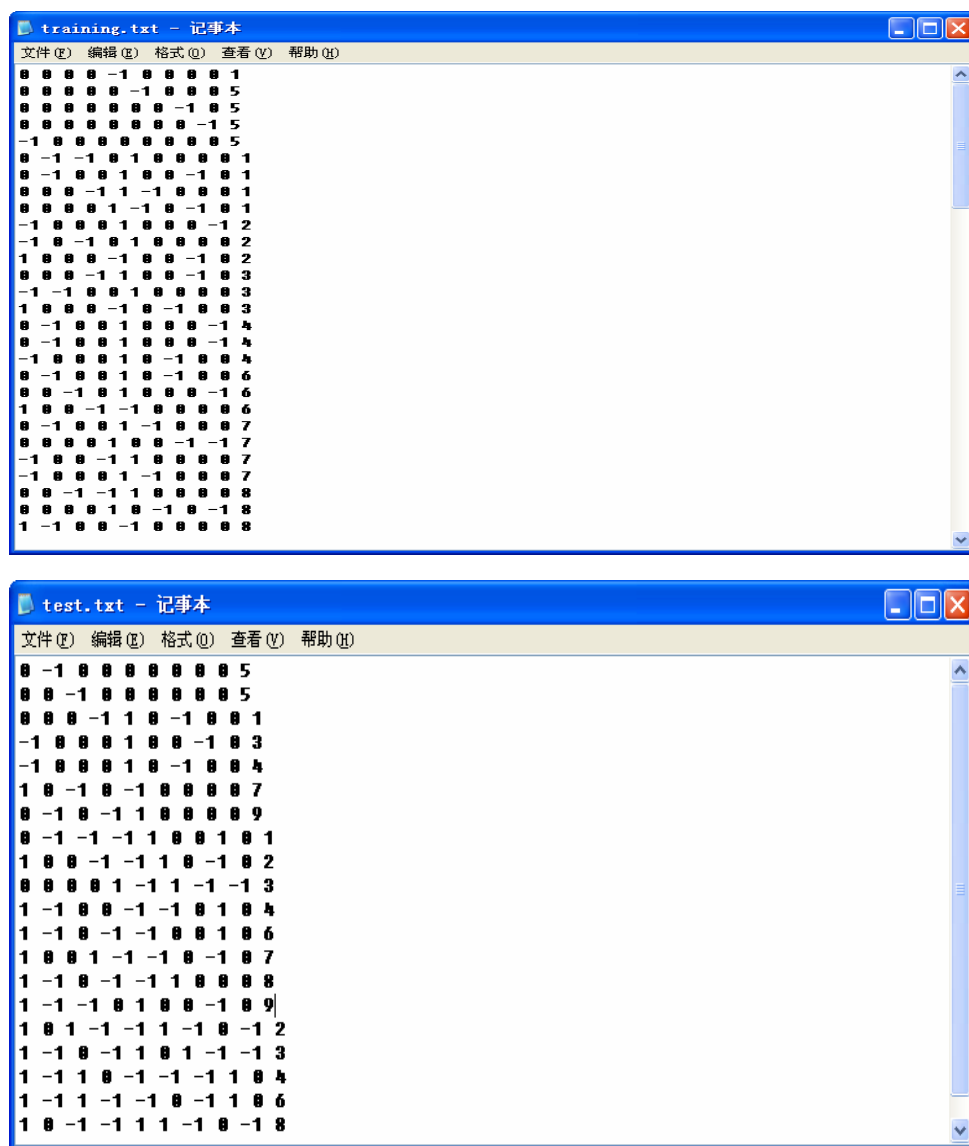 training.txt - 记事本
文件(F) 编辑(E) 格式(O) 查看(V) 帮助(H)
0 0 0 0 -1 0 0 0 0 1
0 0 0 0 0 -1 0 0 0 5
0 0 0 0 0 0 0 -1 0 5
0 0 0 0 0 0 0 0 -1 5
-1 0 0 0 0 0 0 0 0 5
0 -1 -1 0 1 0 0 0 0 1
0 -1 0 0 1 0 0 -1 0 1
0 0 0 -1 1 -1 0 0 0 1
0 0 0 0 1 -1 0 -1 0 1
-1 0 0 0 1 0 0 0 -1 2
-1 0 -1 0 1 0 0 0 0 2
1 0 0 0 -1 0 0 -1 0 2
0 0 0 -1 1 0 0 -1 0 3
-1 -1 0 0 1 0 0 0 0 3
1 0 0 0 -1 0 -1 0 0 3
0 -1 0 0 1 0 0 0 -1 4
0 -1 0 0 1 0 0 0 -1 4
-1 0 0 0 1 0 -1 0 0 4
0 -1 0 0 1 0 -1 0 0 6
0 0 -1 0 1 0 0 0 -1 6
1 0 0 -1 -1 0 0 0 0 6
0 -1 0 0 1 -1 0 0 0 7
0 0 0 0 1 0 0 -1 -1 7
-1 0 0 -1 1 0 0 0 0 7
-1 0 0 0 1 -1 0 0 0 7
0 0 -1 -1 1 0 0 0 0 8
0 0 0 0 1 0 -1 0 -1 8
1 -1 0 0 -1 0 0 0 0 8
test.txt - 记事本
文件(F) 编辑(E) 格式(O) 查看(V) 帮助(H)
0 -1 0 0 0 0 0 0 0 5
0 0 -1 0 0 0 0 0 0 5
0 0 0 -1 1 0 -1 0 0 1
-1 0 0 0 1 0 0 -1 0 3
-1 0 0 0 1 0 -1 0 0 4
1 0 -1 0 -1 0 0 0 0 7
0 -1 0 -1 1 0 0 0 0 9
0 -1 -1 -1 1 0 0 1 0 1
1 0 0 -1 -1 1 0 -1 0 2
0 0 0 0 1 -1 1 -1 -1 3
1 -1 0 0 -1 -1 0 1 0 4
1 -1 0 -1 -1 0 0 1 0 6
1 0 0 1 -1 -1 0 -1 0 7
1 -1 0 -1 -1 1 0 0 0 8
1 -1 -1 0 1 0 0 -1 0 9
1 0 1 -1 -1 1 -1 0 -1 2
1 -1 0 -1 1 0 1 -1 -1 3
1 -1 1 0 -1 -1 -1 1 0 4
1 -1 1 -1 -1 0 -1 1 0 6
1 0 -1 -1 1 1 -1 0 -1 8